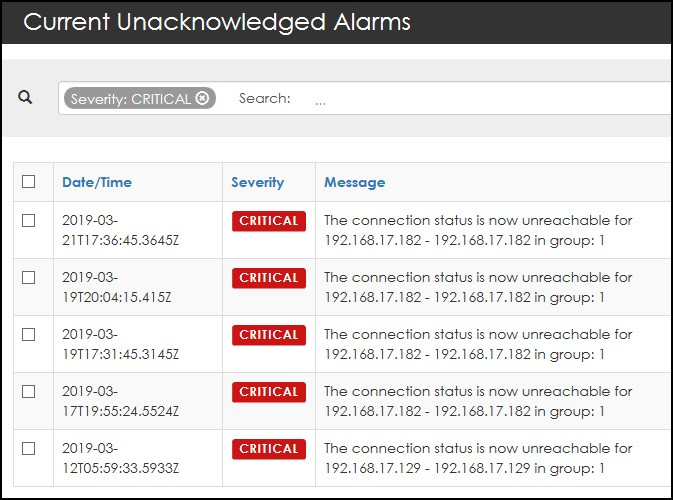 Current Unacknowledged Alarms
Severity: CRITICAL Search: ...
Date/Time Severity Message
2019-03-
21T17:36:45.3645Z
CRITICAL
The connection status is now unreachable for
192.168.17.182 - 192.168.17.182 in group: 1
2019-03-
19T20:04:15.415Z
CRITICAL
The connection status is now unreachable for
192.168.17.182 - 192.168.17.182 in group: 1
2019-03-
19T17:31:45.3145Z
CRITICAL
The connection status is now unreachable for
192.168.17.182 - 192.168.17.182 in group: 1
2019-03-
17T19:55:24.5524Z
CRITICAL
The connection status is now unreachable for
192.168.17.182 - 192.168.17.182 in group: 1
2019-03-
12T05:59:33.5933Z
CRITICAL
The connection status is now unreachable for
192.168.17.129 - 192.168.17.129 in group: 1